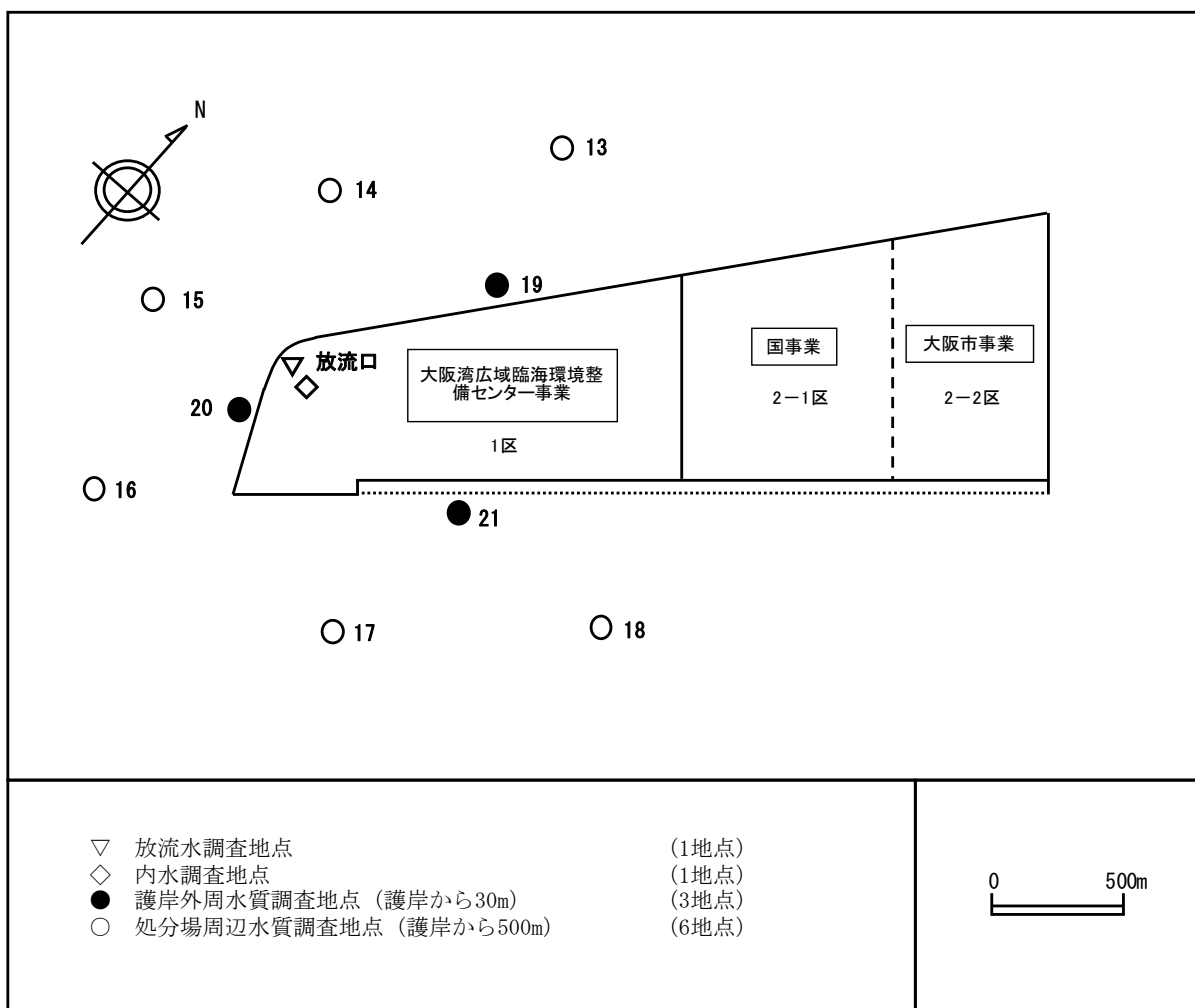 N
13
14
15
19
放流口
国事業
大阪市事業
大阪湾広域臨海環境整
備センター事業
2－1区
2－2区
20
1区
16
21
17
18
▽ 放流水調査地点 (1地点)
◇ 内水調査地点 (1地点)
● 護岸外周水質調査地点（護岸から30m） (3地点)
○ 処分場周辺水質調査地点（護岸から500m） (6地点)
0 500m